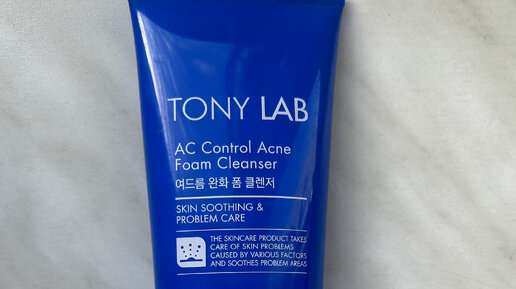 TONY LAB
AC Control Acne
Foam Cleanser
여드름 완화 폼 클렌저
SKIN SOOTHING &
PROBLEM CARE
THE SKINCARE PRODUCT TAKES
CARE OF SKIN PROBLEMS
CAUSED BY VARIOUS FACTORS
AND SOOTHES PROBLEM AREAS